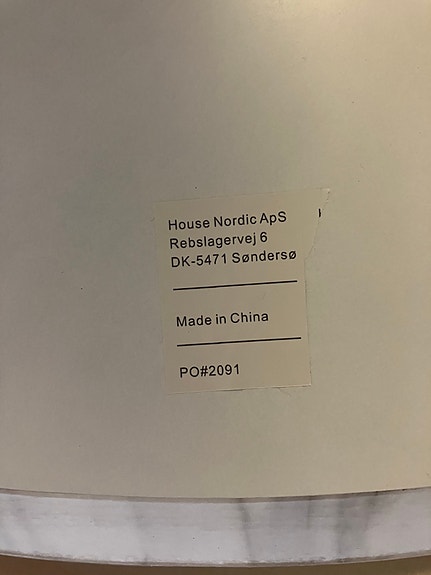 House Nordic ApS
Rebslagervej 6
DK-5471 Søndersø
Made in China
PO#2091